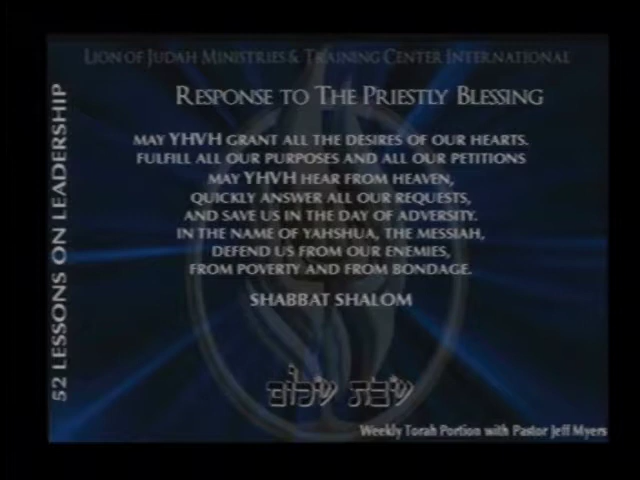 LION OF JUDAH MINISTRIES & TRAINING CENTER INTERNATIONAL
RESPONSE TO THE PRIESTLY BLESSING
MAY YHVH GRANT ALL THE DESIRES OF OUR HEARTS.
FULFILL ALL OUR PURPOSES AND ALL OUR PETITIONS
MAY YHVH HEAR FROM HEAVEN,
QUICKLY ANSWER ALL OUR REQUESTS,
AND SAVE US IN THE DAY OF ADVERSITY.
IN THE NAME OF YAHSHUA, THE MESSIAH,
DEFEND US FROM OUR ENEMIES,
FROM POVERTY AND FROM BONDAGE.
SHABBAT SHALOM
שבת שלום
52 LESSONS ON LEADERSHIP
Weekly Torah Portion with Pastor Jeff Myers